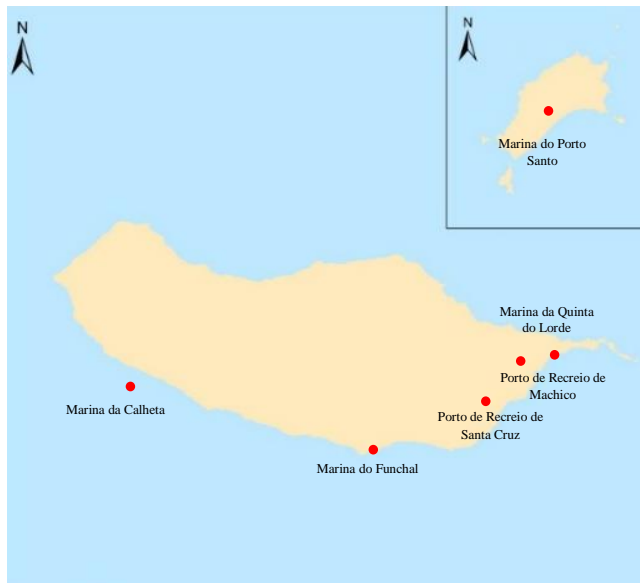 N
N
Marina do Porto
Santo
Marina da Quinta
do Lorde
Porto de Recreio de
Machico
Marina da Calheta
Porto de Recreio de
Santa Cruz
Marina do Funchal